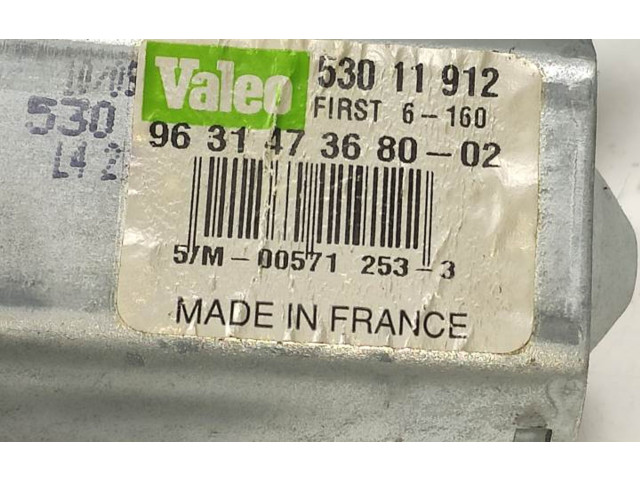 Valeo
530 11 912
FIRST 6-160
96 31 47 36 80-02
57M-00571 253-3
MADE IN FRANCE
530